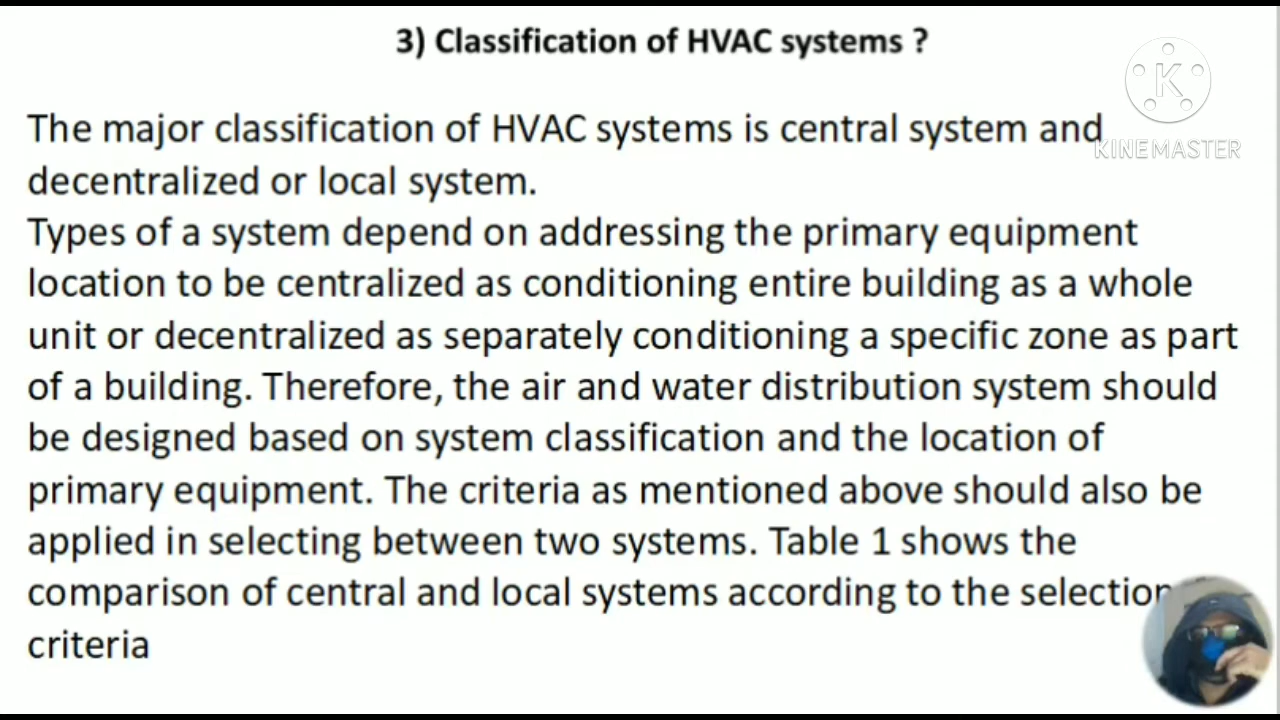 3) Classification of HVAC systems ?
K
KINEMASTER
The major classification of HVAC systems is central system and
decentralized or local system.
Types of a system depend on addressing the primary equipment
location to be centralized as conditioning entire building as a whole
unit or decentralized as separately conditioning a specific zone as part
of a building. Therefore, the air and water distribution system should
be designed based on system classification and the location of
primary equipment. The criteria as mentioned above should also be
applied in selecting between two systems. Table 1 shows the
comparison of central and local systems according to the selection
criteria